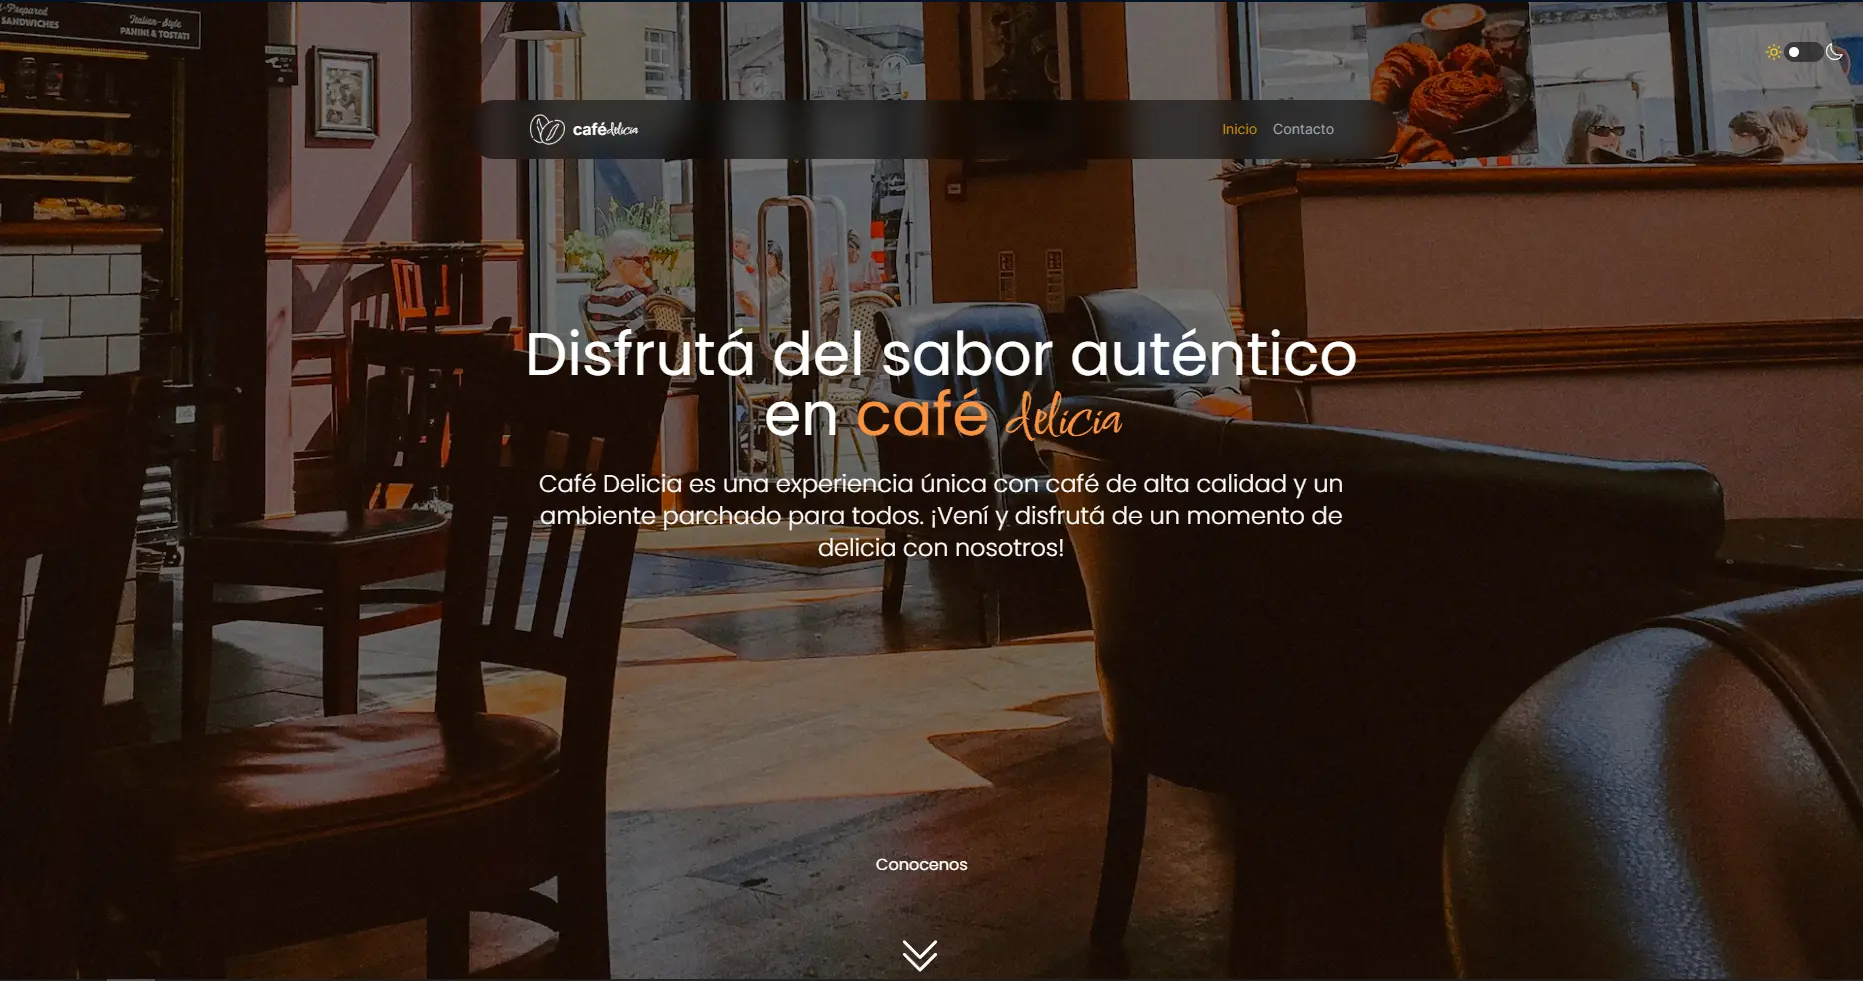 -Prepared
SANDWICHES
Italian-Style
PANINI & TOSTATI
cafédelicia
Inicio
Contacto
Disfrutá del sabor auténtico
en café delicia
Café Delicia es una experiencia única con café de alta calidad y un
ambiente parchado para todos. ¡Vení y disfrutá de un momento de
delicia con nosotros!
Conocenos